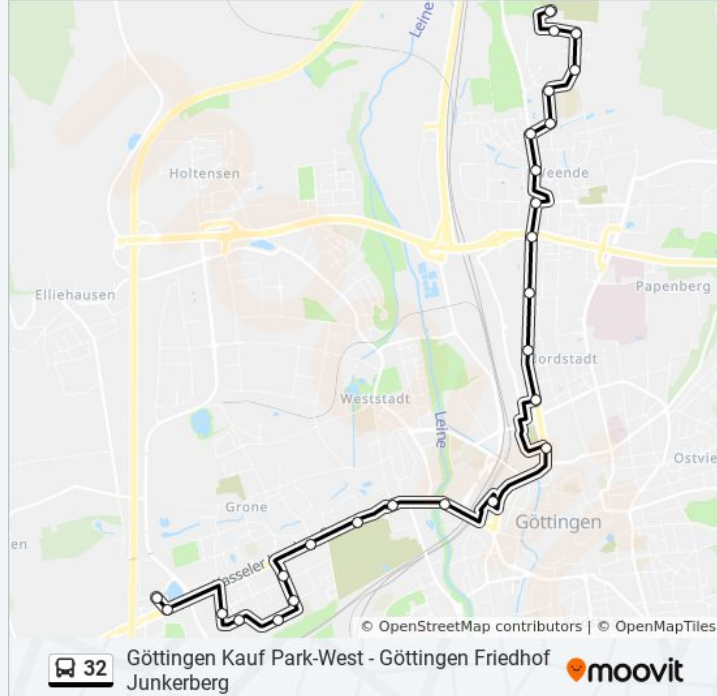 Leine
Holtensen
Weende
Elliehausen
Papenberg
Nordstadt
Weststadt
Leine
Ostvie
Grone
Göttingen
en
Kasseler
© OpenStreetMap contributors | © OpenMapTiles
32
Göttingen Kauf Park-West - Göttingen Friedhof
Junkerberg
moovit